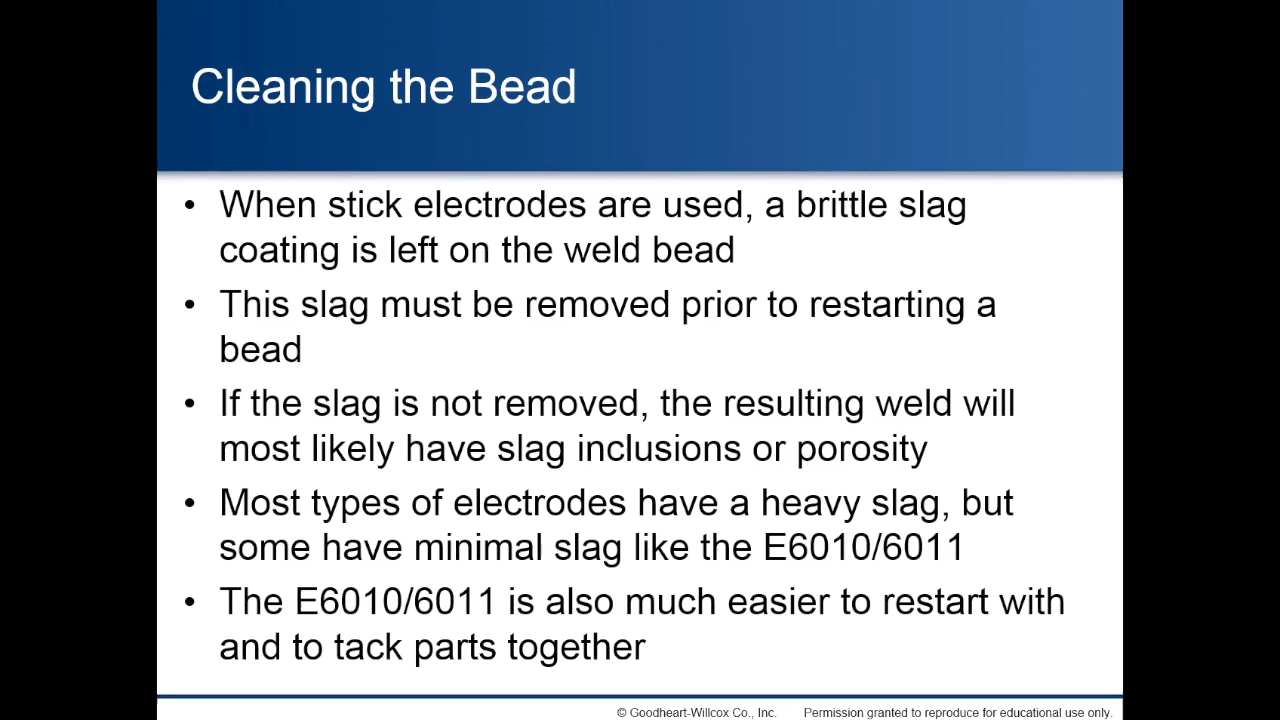 Cleaning the Bead
• When stick electrodes are used, a brittle slag
coating is left on the weld bead
• This slag must be removed prior to restarting a
bead
• If the slag is not removed, the resulting weld will
most likely have slag inclusions or porosity
• Most types of electrodes have a heavy slag, but
some have minimal slag like the E6010/6011
• The E6010/6011 is also much easier to restart with
and to tack parts together
© Goodheart-Willcox Co., Inc. Permission granted to reproduce for educational use only.